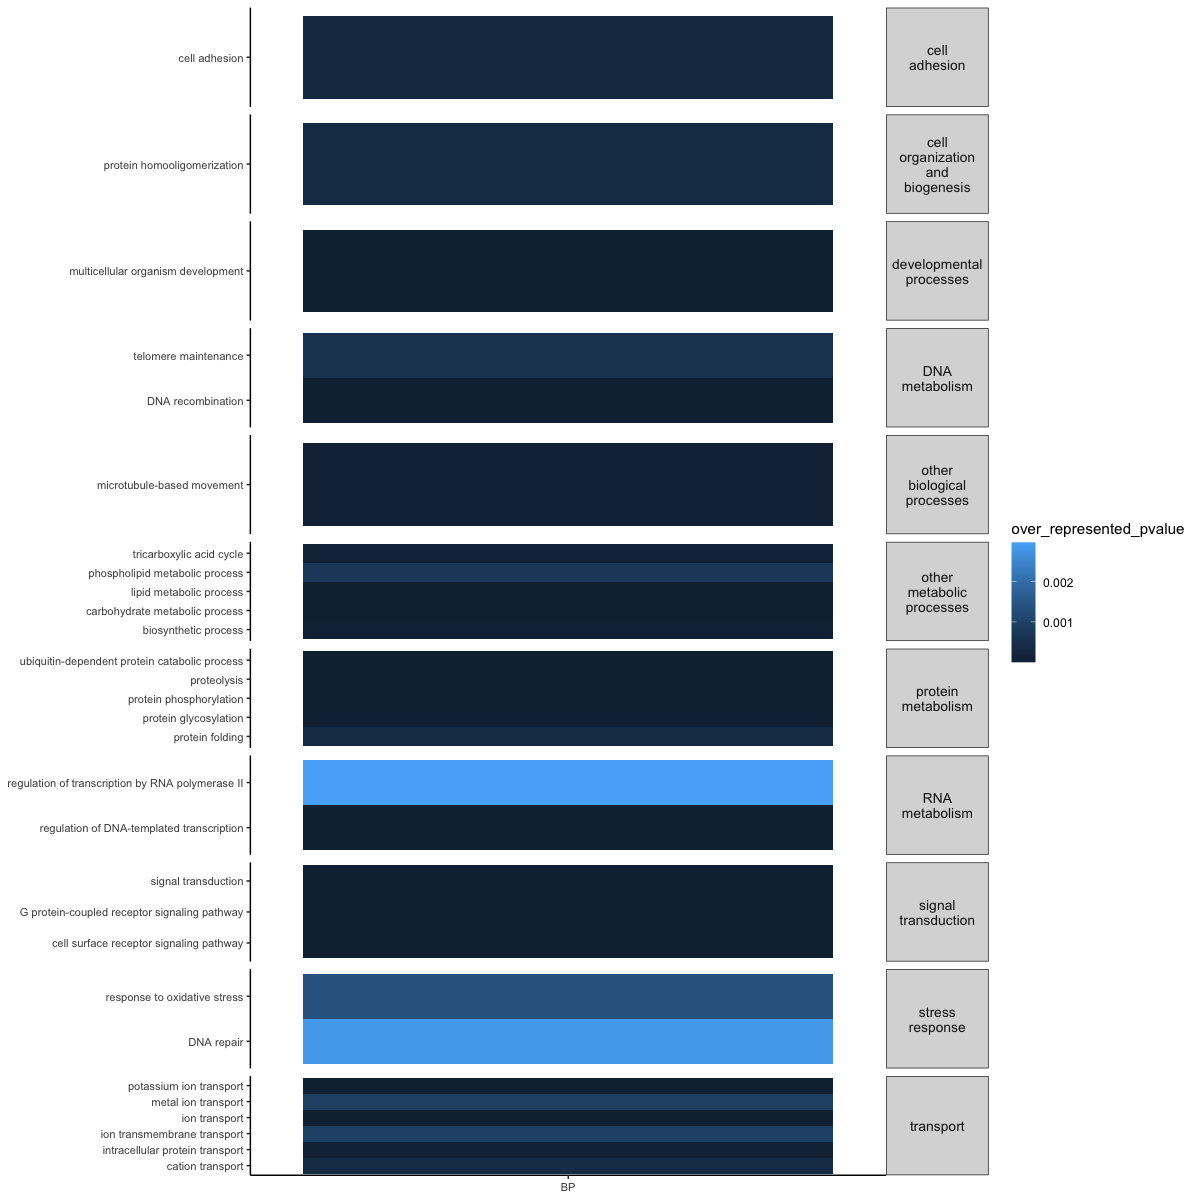 cell adhesion
cell
adhesion
protein homooligomerization
cell
organization
and
biogenesis
multicellular organism development
developmental
processes
telomere maintenance
DNA recombination
DNA
metabolism
microtubule-based movement
other
biological
processes
tricarboxylic acid cycle
phospholipid metabolic process
lipid metabolic process
carbohydrate metabolic process
biosynthetic process
other
metabolic
processes
ubiquitin-dependent protein catabolic process
proteolysis
protein phosphorylation
protein glycosylation
protein folding
protein
metabolism
regulation of transcription by RNA polymerase II
regulation of DNA-templated transcription
RNA
metabolism
signal transduction
G protein-coupled receptor signaling pathway
cell surface receptor signaling pathway
signal
transduction
response to oxidative stress
DNA repair
stress
response
potassium ion transport
metal ion transport
ion transport
ion transmembrane transport
intracellular protein transport
cation transport
transport
BP
over_represented_pvalue
0.002
0.001